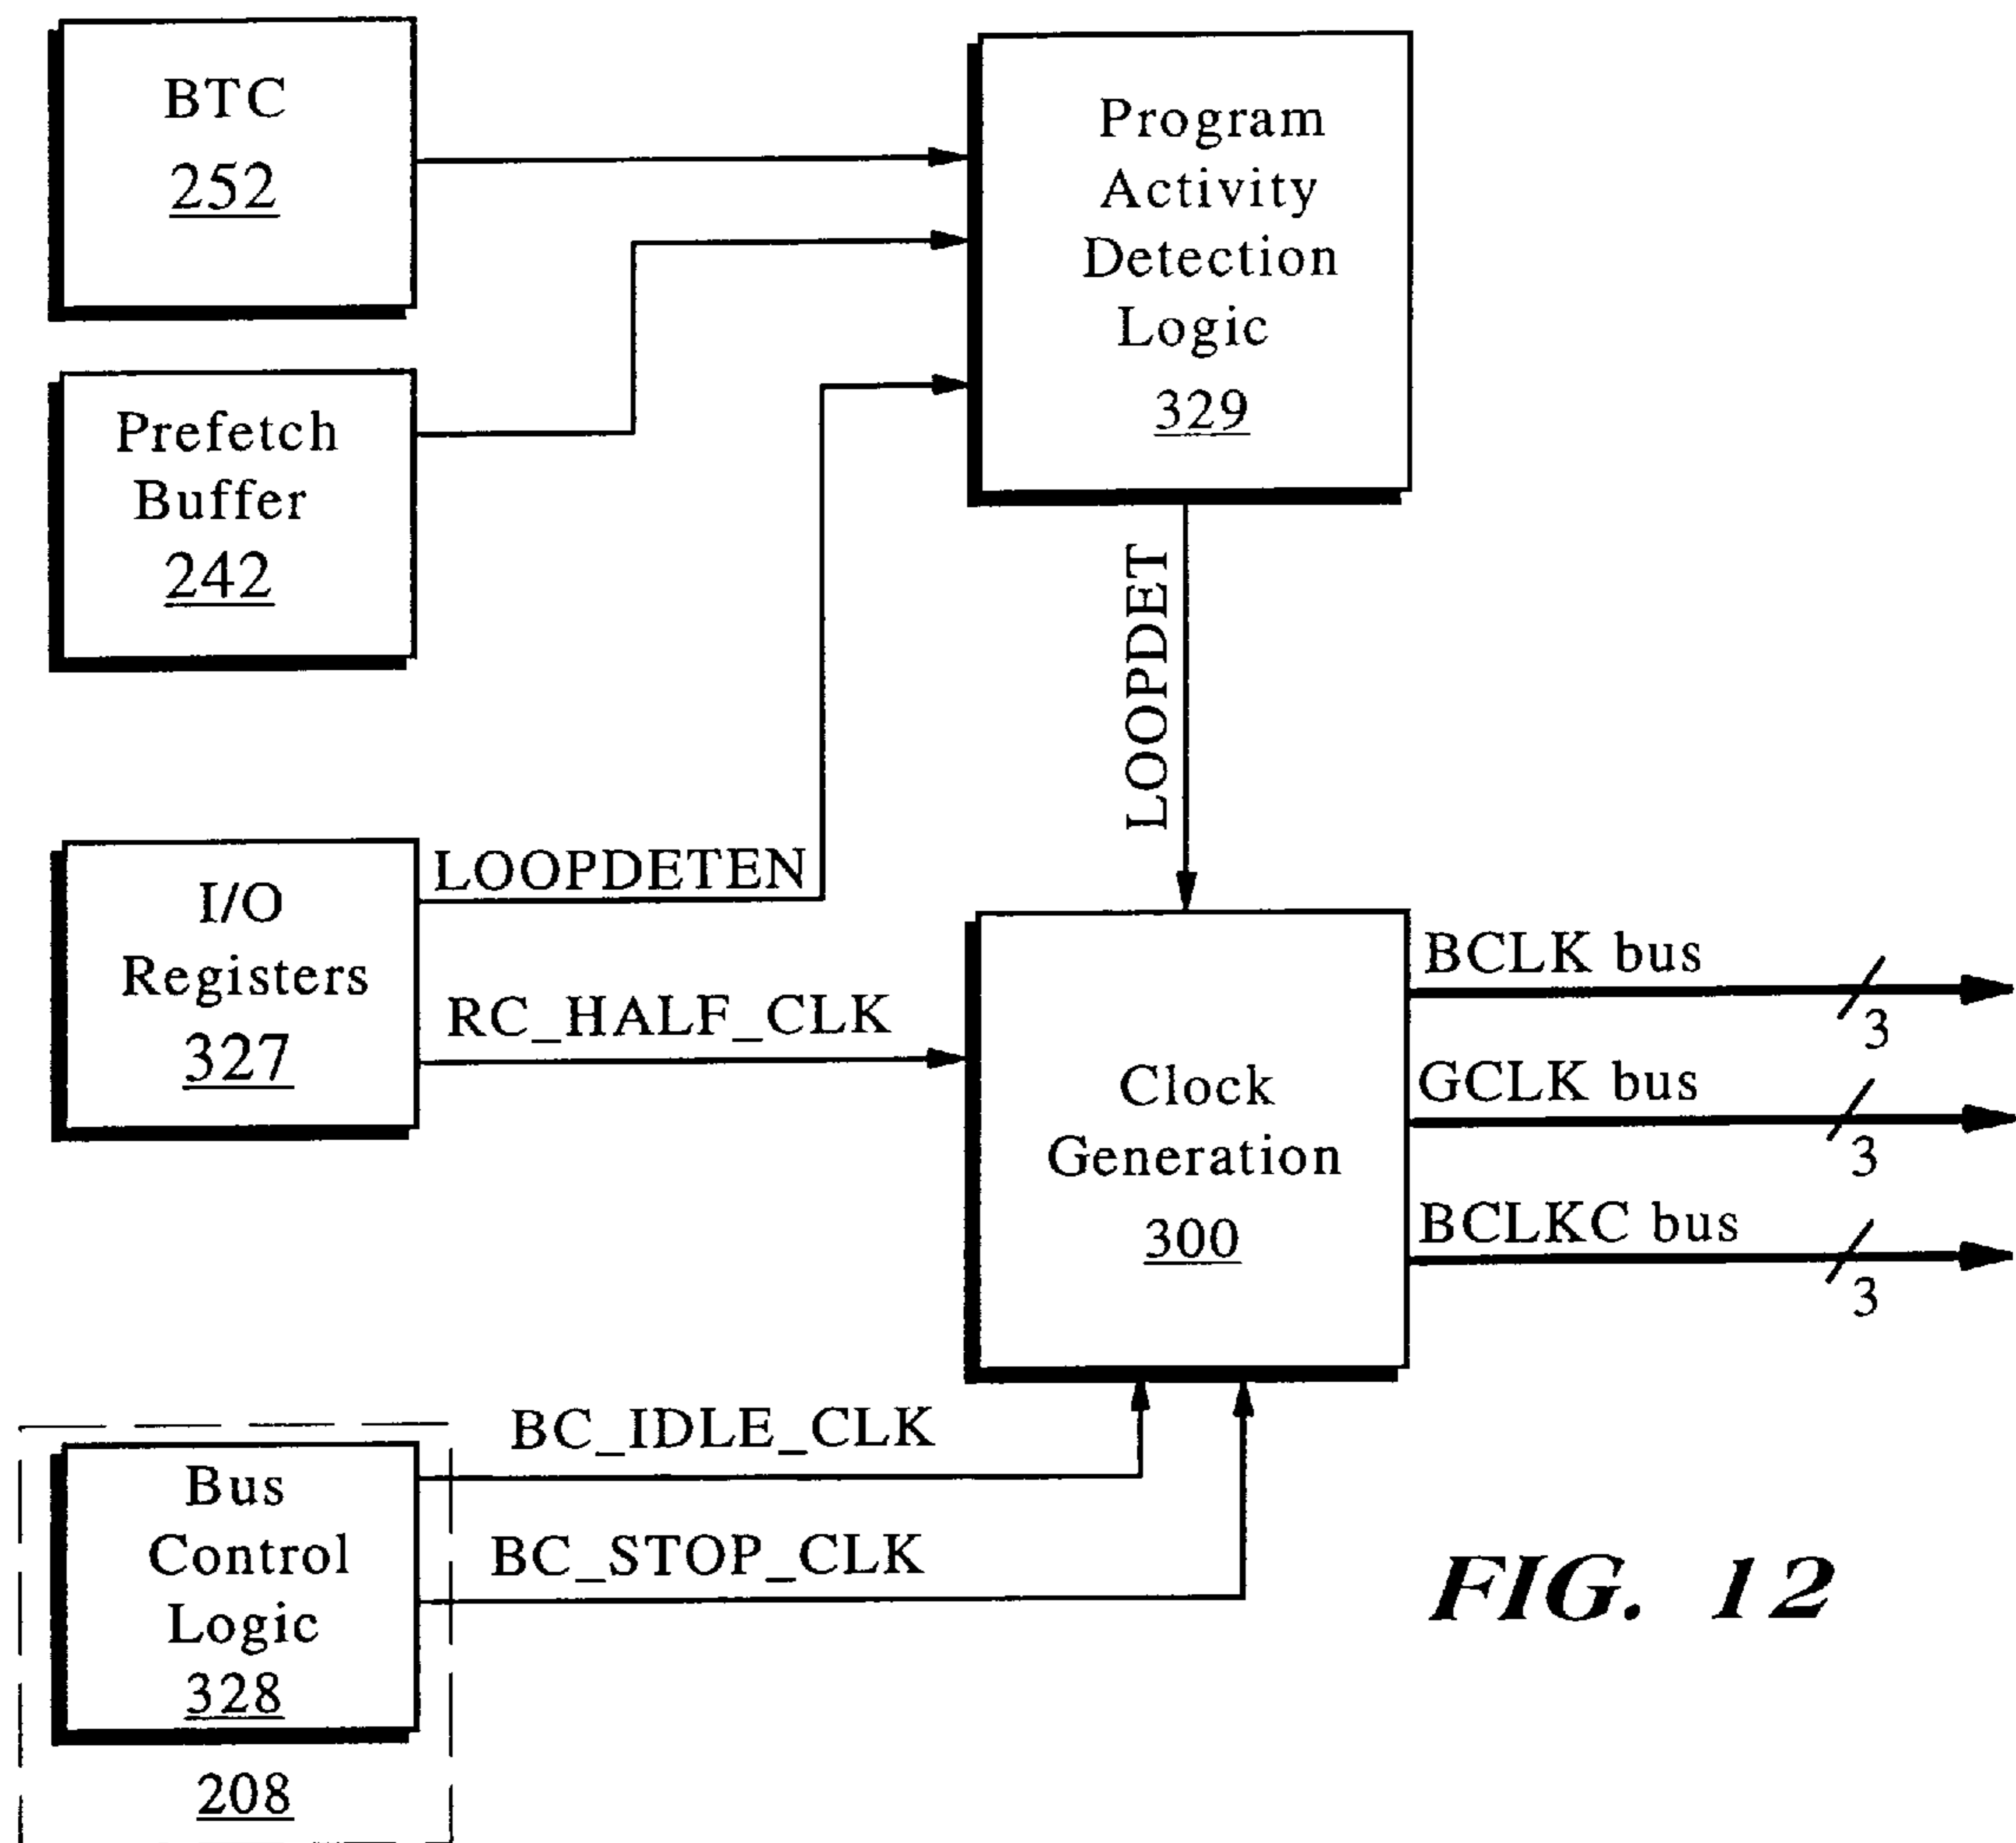 BTC
252
Program
Activity
Detection
Logic
329
Prefetch
Buffer
242
LOOPDET
I/O
Registers
327
LOOPDETEN
RC_HALF_CLK
Clock
Generation
300
BCLK bus
3
GCLK bus
3
BCLKC bus
3
Bus
Control
Logic
328
208
BC_IDLE_CLK
BC_STOP_CLK
FIG. 12